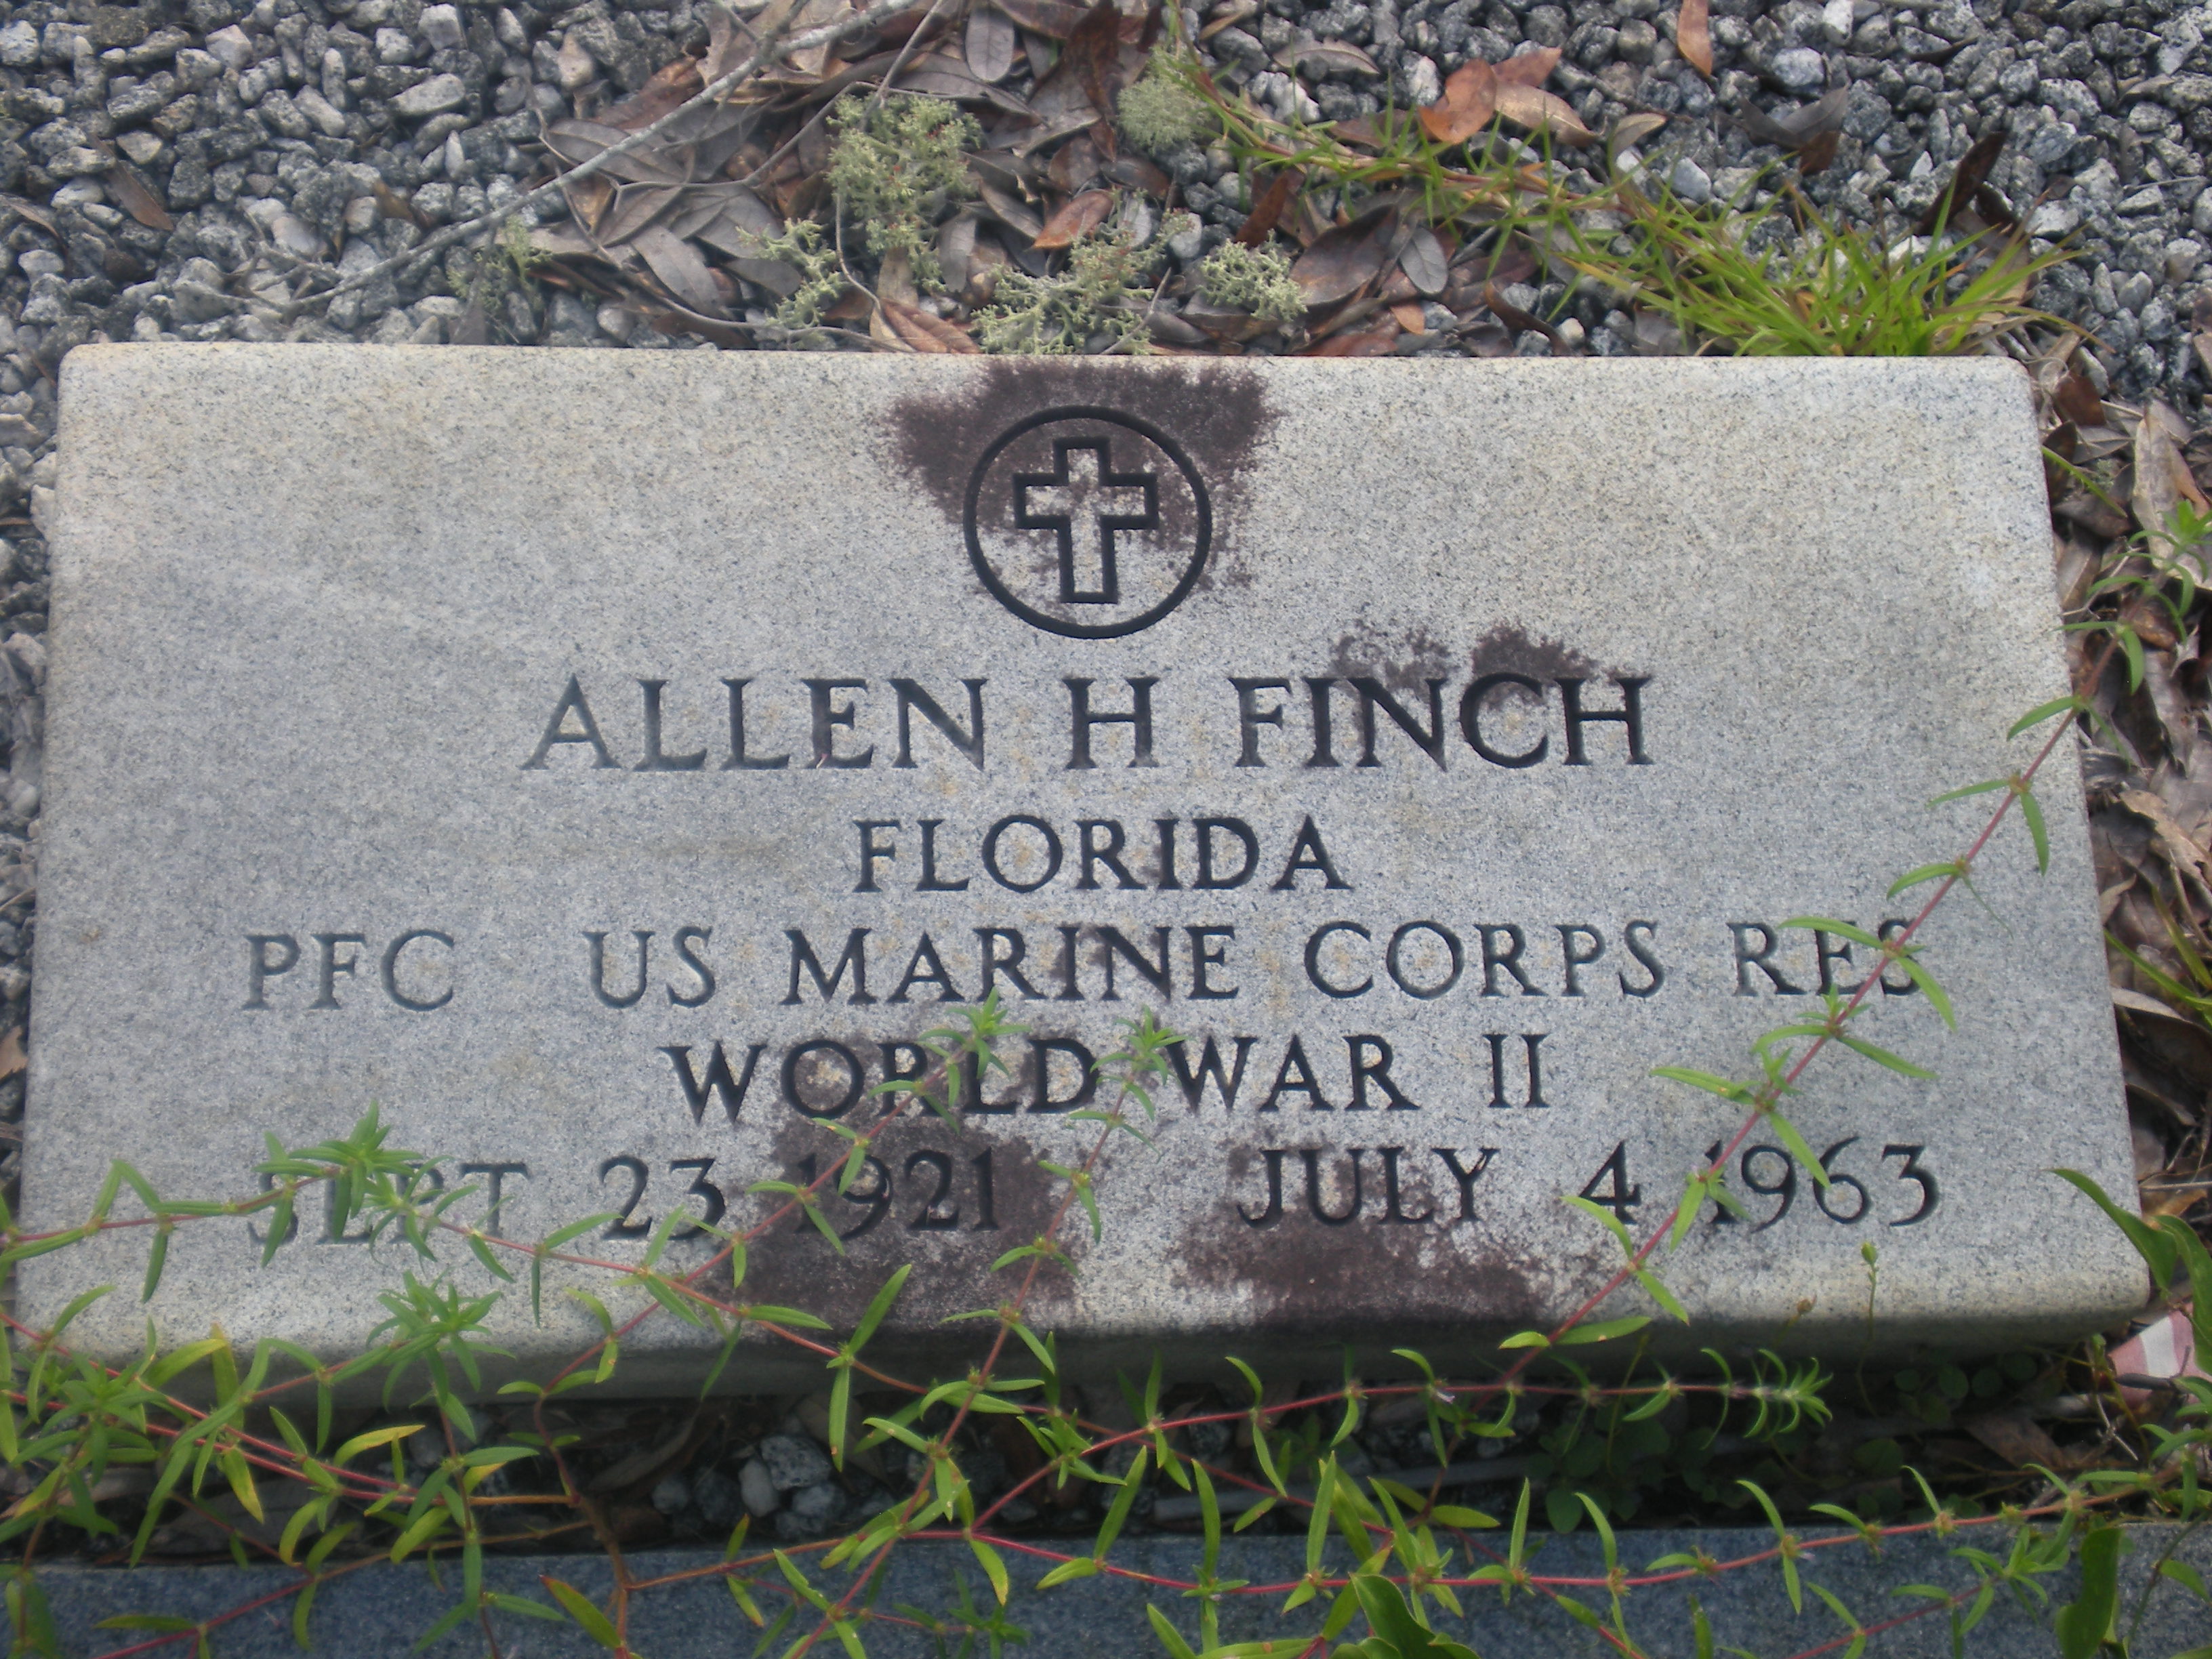 ALLEN H FINCH
FLORIDA
PFC US MARINE CORPS RES
WORLD WAR II
SEPT 23 1921 JULY 4 1963